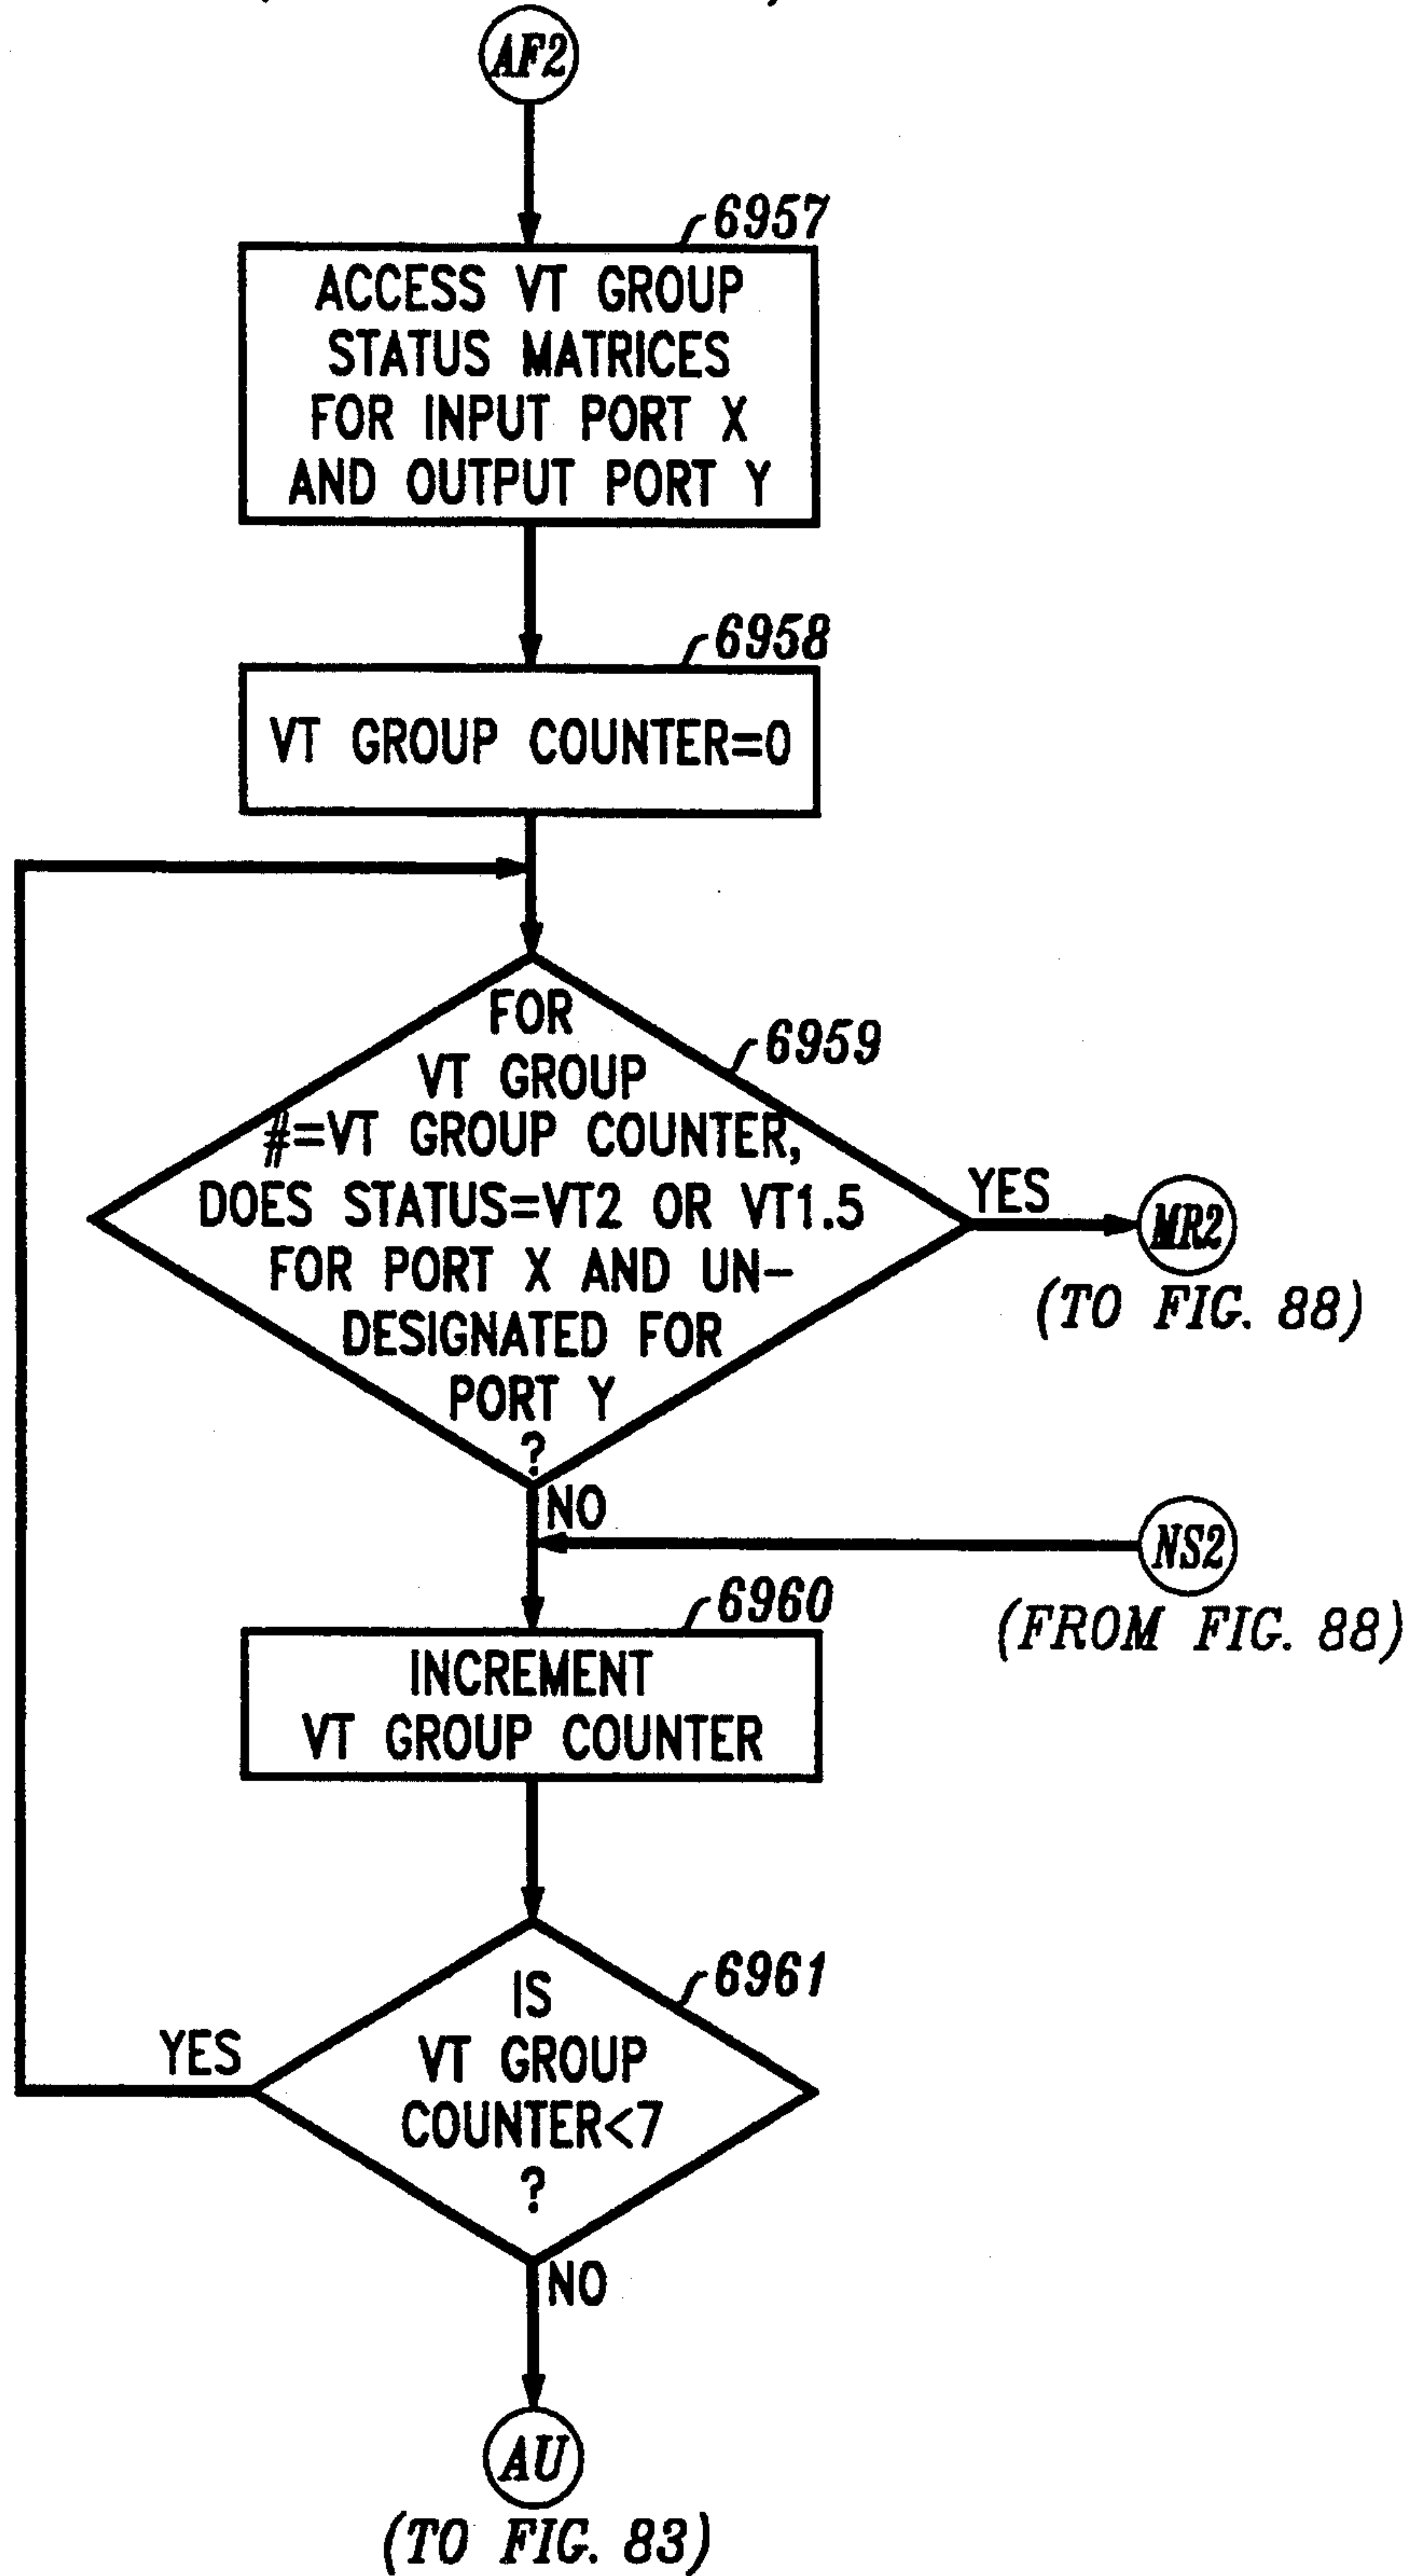 AF2
6957
ACCESS VT GROUP
STATUS MATRICES
FOR INPUT PORT X
AND OUTPUT PORT Y
6958
VT GROUP COUNTER=0
FOR
VT GROUP
6959
#=VT GROUP COUNTER,
DOES STATUS=VT2 OR VT1.5
FOR PORT X AND UN-
DESIGNATED FOR
PORT Y
?
YES
MR2
(TO FIG. 88)
NO
NS2
(FROM FIG. 88)
6960
INCREMENT
VT GROUP COUNTER
6961
IS
VT GROUP
COUNTER<7
?
YES
NO
AU
(TO FIG. 83)